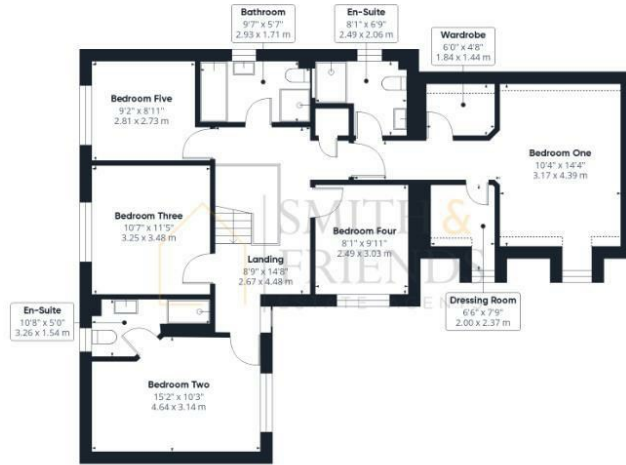 Bathroom
9'7" x 5'7"
2.93 x 1.71 m
En-Suite
8'1" x 6'9"
2.49 x 2.06 m
Wardrobe
6'0" x 4'8"
1.84 x 1.44 m
Bedroom Five
9'2" x 8'11"
2.81 x 2.73 m
Bedroom One
10'4" x 14'4"
3.17 x 4.39 m
Bedroom Three
10'7" x 11'5"
3.25 x 3.48 m
SMITH &
FRIENDS
ESTATE AGENTS
Bedroom Four
8'1" x 9'11"
2.49 x 3.03 m
Landing
8'9" x 14'8"
2.67 x 4.48 m
Dressing Room
6'6" x 7'9"
2.00 x 2.37 m
En-Suite
10'8" x 5'0"
3.26 x 1.54 m
Bedroom Two
15'2" x 10'3"
4.64 x 3.14 m